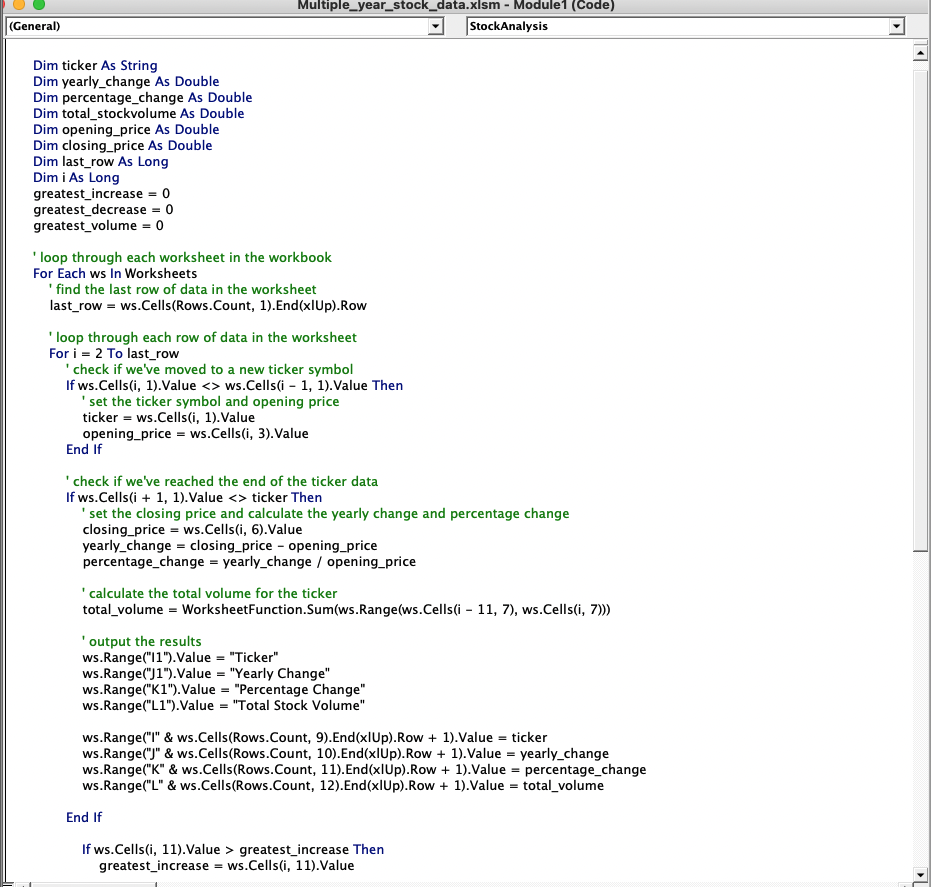 Multiple_year_stock_data.xlsm - Module1 (Code)
(General) StockAnalysis
Dim ticker As String
Dim yearly_change As Double
Dim percentage_change As Double
Dim total_stockvolume As Double
Dim opening_price As Double
Dim closing_price As Double
Dim last_row As Long
Dim i As Long
greatest_increase = 0
greatest_decrease = 0
greatest_volume = 0

' loop through each worksheet in the workbook
For Each ws In Worksheets
    ' find the last row of data in the worksheet
    last_row = ws.Cells(Rows.Count, 1).End(xlUp).Row

    ' loop through each row of data in the worksheet
    For i = 2 To last_row
        ' check if we've moved to a new ticker symbol
        If ws.Cells(i, 1).Value <> ws.Cells(i - 1, 1).Value Then
            ' set the ticker symbol and opening price
            ticker = ws.Cells(i, 1).Value
            opening_price = ws.Cells(i, 3).Value
        End If

        ' check if we've reached the end of the ticker data
        If ws.Cells(i + 1, 1).Value <> ticker Then
            ' set the closing price and calculate the yearly change and percentage change
            closing_price = ws.Cells(i, 6).Value
            yearly_change = closing_price - opening_price
            percentage_change = yearly_change / opening_price

            ' calculate the total volume for the ticker
            total_volume = WorksheetFunction.Sum(ws.Range(ws.Cells(i - 11, 7), ws.Cells(i, 7)))

            ' output the results
            ws.Range("I1").Value = "Ticker"
            ws.Range("J1").Value = "Yearly Change"
            ws.Range("K1").Value = "Percentage Change"
            ws.Range("L1").Value = "Total Stock Volume"

            ws.Range("I" & ws.Cells(Rows.Count, 9).End(xlUp).Row + 1).Value = ticker
            ws.Range("J" & ws.Cells(Rows.Count, 10).End(xlUp).Row + 1).Value = yearly_change
            ws.Range("K" & ws.Cells(Rows.Count, 11).End(xlUp).Row + 1).Value = percentage_change
            ws.Range("L" & ws.Cells(Rows.Count, 12).End(xlUp).Row + 1).Value = total_volume

        End If

            If ws.Cells(i, 11).Value > greatest_increase Then
                greatest_increase = ws.Cells(i, 11).Value